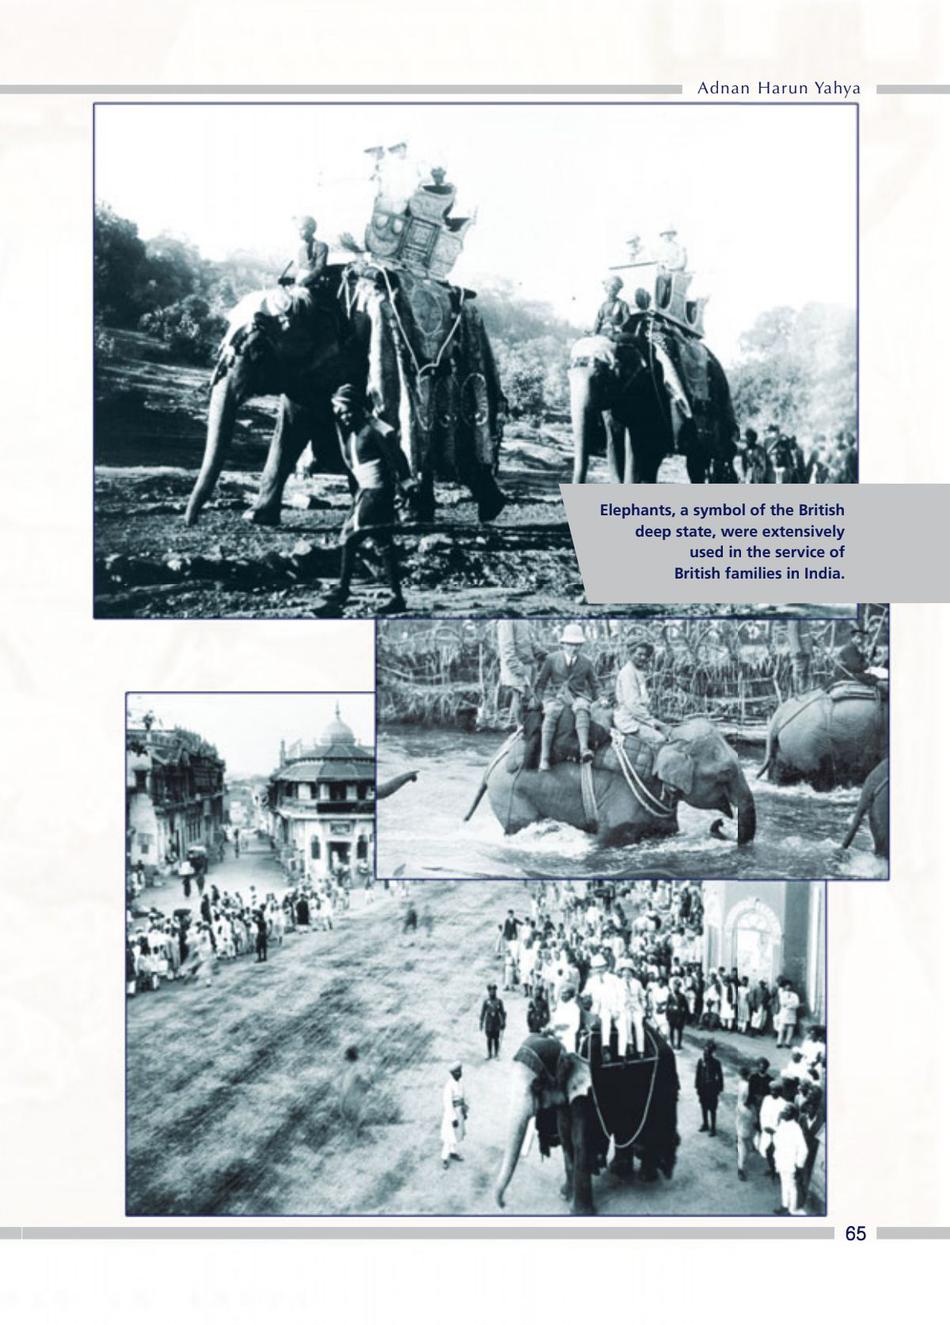 Adnan Harun Yahya
Elephants, a symbol of the British
deep state, were extensively
used in the service of
British families in India.
65